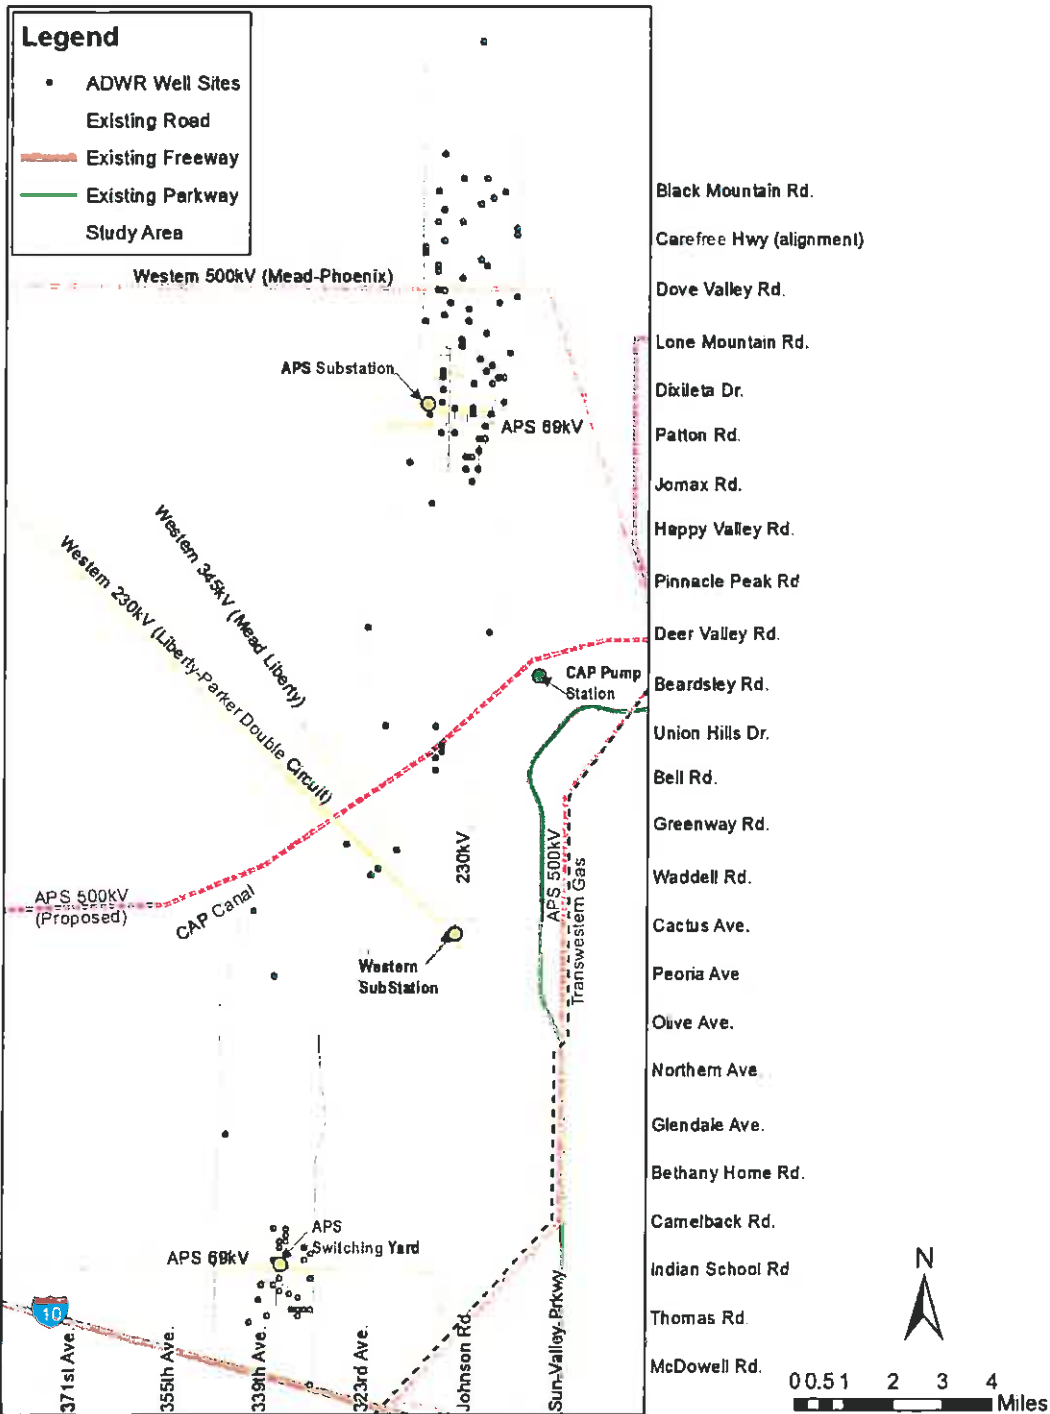 Legend
ADWR Well Sites
Existing Road
Existing Freeway
Existing Parkway
Study Area
Black Mountain Rd.
Carefree Hwy (alignment)
Western 500kV (Mead-Phoenix)
Dove Valley Rd.
Lone Mountain Rd.
APS Substation
Dixileta Dr.
APS 69kV
Patton Rd.
Jomax Rd.
Happy Valley Rd.
Western 345kV (Mead Liberty)
Western 230kV (Liberty-Parker Double Circuit)
Pinnacle Peak Rd
Deer Valley Rd.
CAP Pump
Station
Beardsley Rd.
Union Hills Dr.
Bell Rd.
Greenway Rd.
230kV
APS 500kV
Transwestern Gas
Waddell Rd.
APS 500kV
(Proposed)
CAP Canal
Cactus Ave.
Western
SubStation
Peoria Ave
Olive Ave.
Northern Ave
Glendale Ave.
Bethany Home Rd.
Camelback Rd.
APS
Switching Yard
APS 69kV
Indian School Rd
Thomas Rd
McDowell Rd.
10
371st Ave.
355th Ave.
339th Ave.
323rd Ave.
Johnson Rd.
Sun-Valley-Prkwy
N
0 0.5 1 2 3 4
Miles